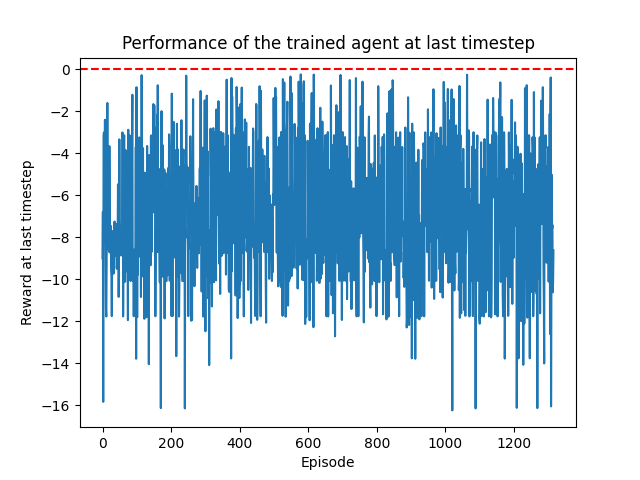 Performance of the trained agent at last timestep
Reward at last timestep
0
−2
−4
−6
−8
−10
−12
−14
−16
0 200 400 600 800 1000 1200
Episode